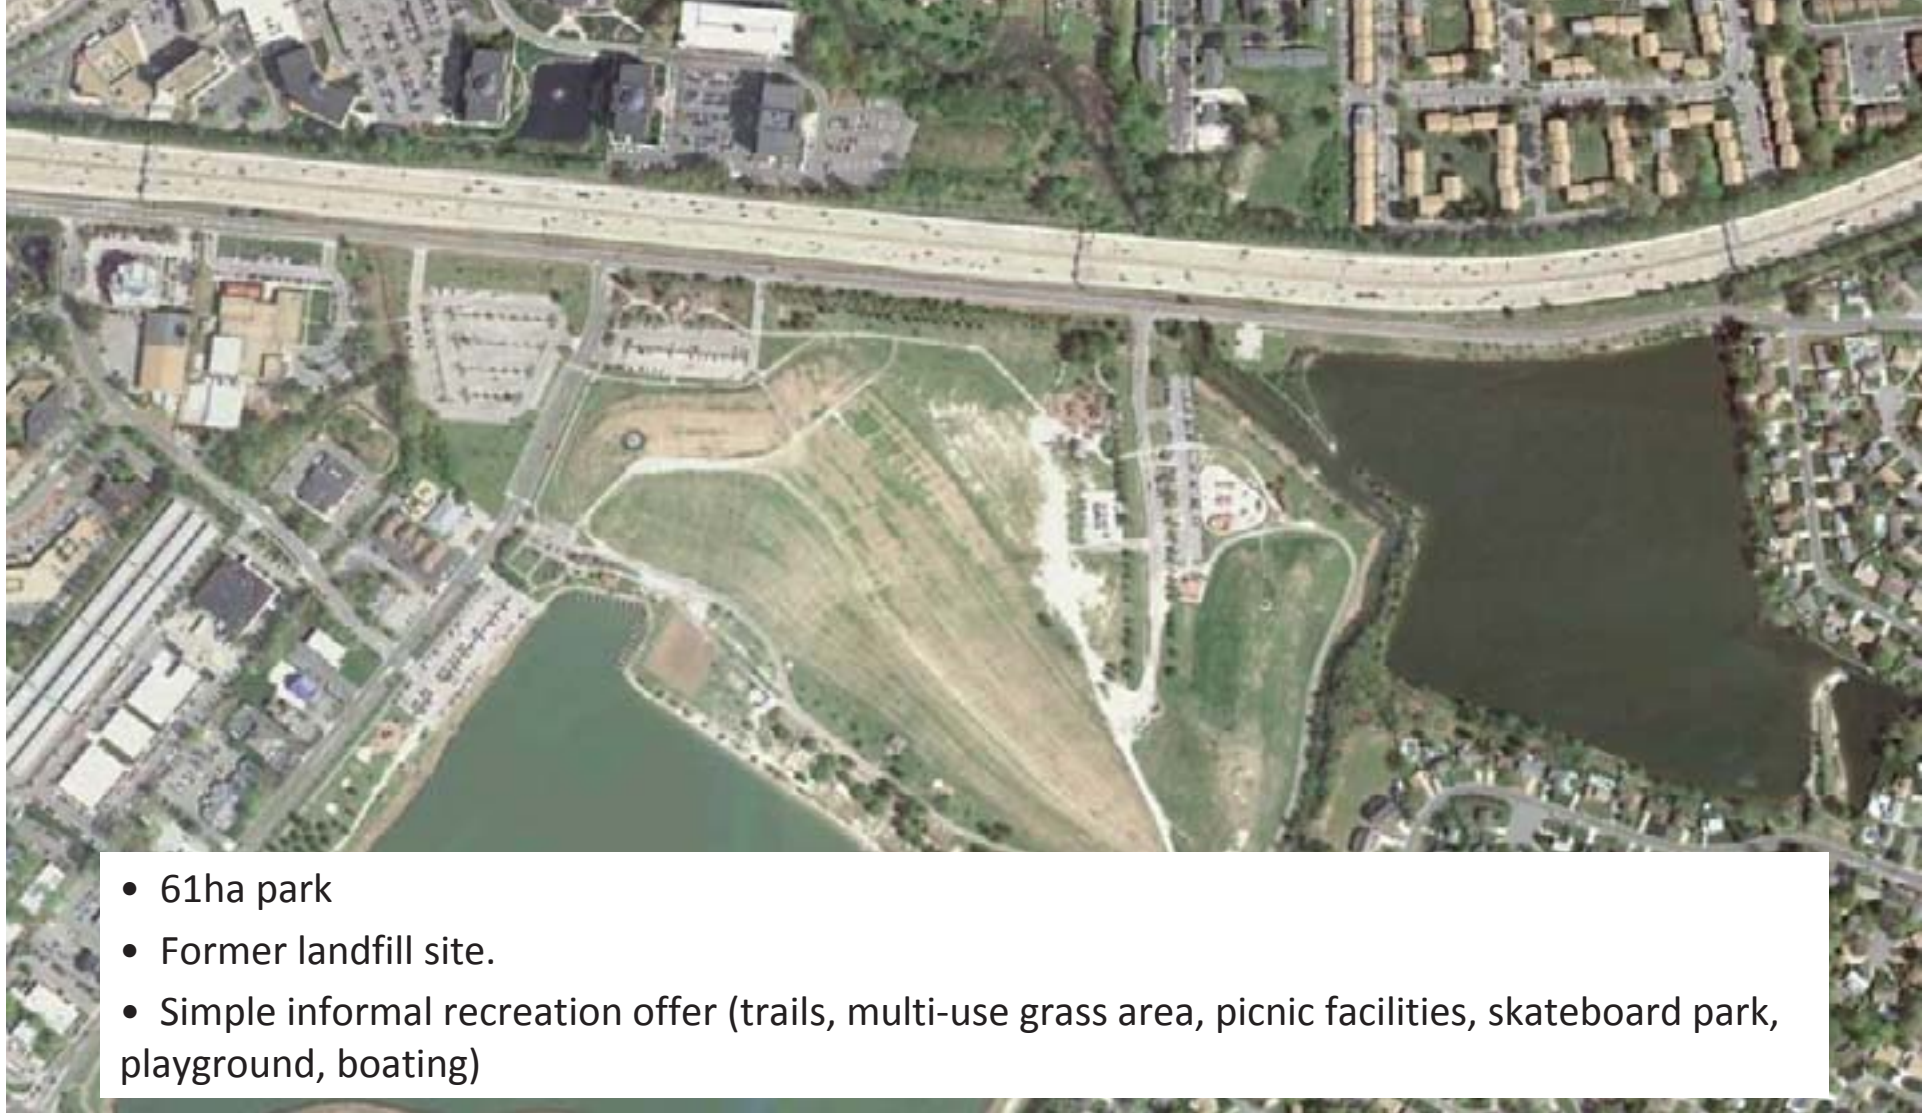 • 61ha park
• Former landfill site.
• Simple informal recreation offer (trails, multi-use grass area, picnic facilities, skateboard park,
playground, boating)